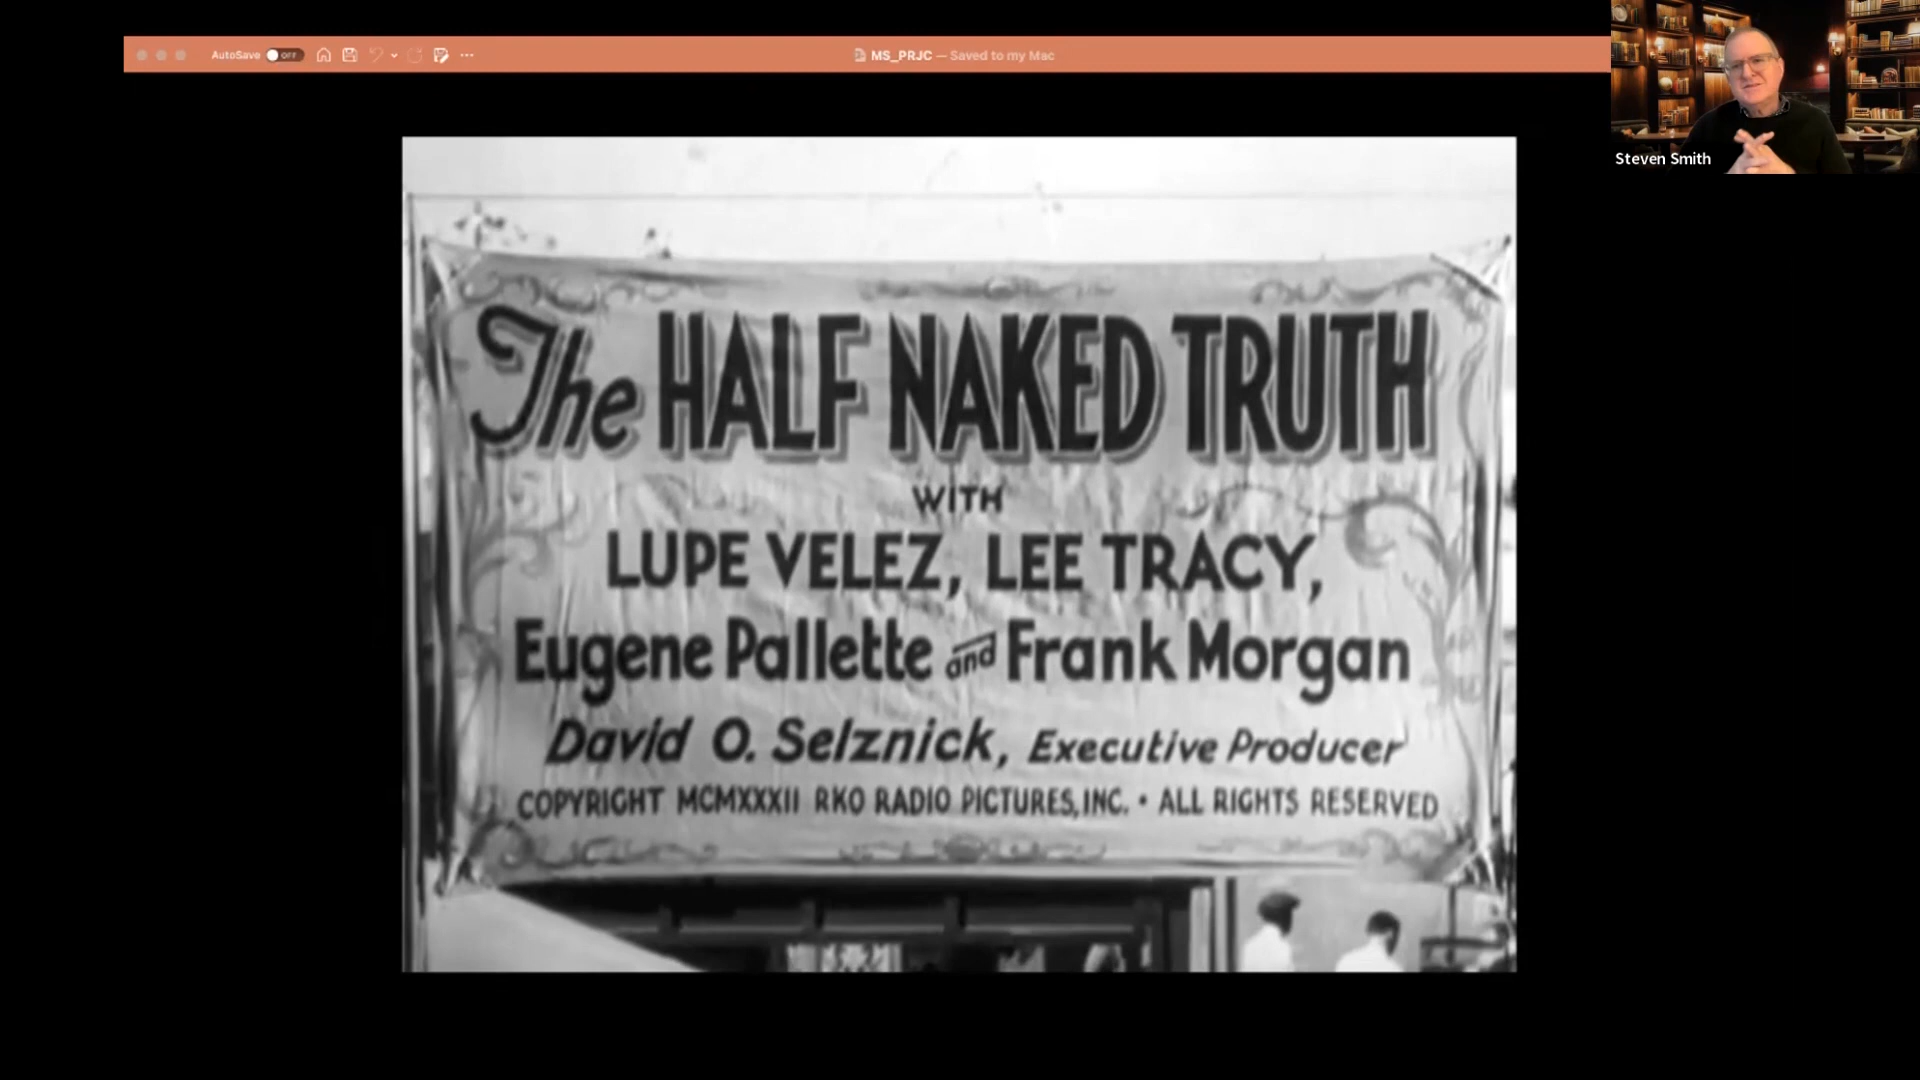 AutoSave OFF
MS_PRJC — Saved to my Mac
Steven Smith
The HALF NAKED TRUTH
WITH
LUPE VELEZ, LEE TRACY,
Eugene Pallette and Frank Morgan
David O. Selznick, Executive Producer
COPYRIGHT MCMXXXII RKO RADIO PICTURES, INC. • ALL RIGHTS RESERVED